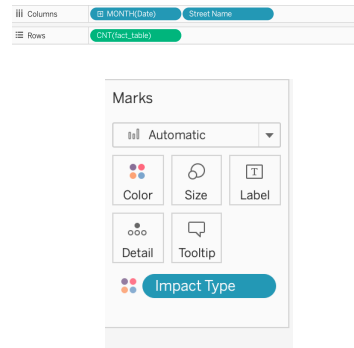 Columns MONTH(Date) Street Name
Rows CNT(fact_table)
Marks
Automatic
Color Size Label
T
Detail Tooltip
Impact Type